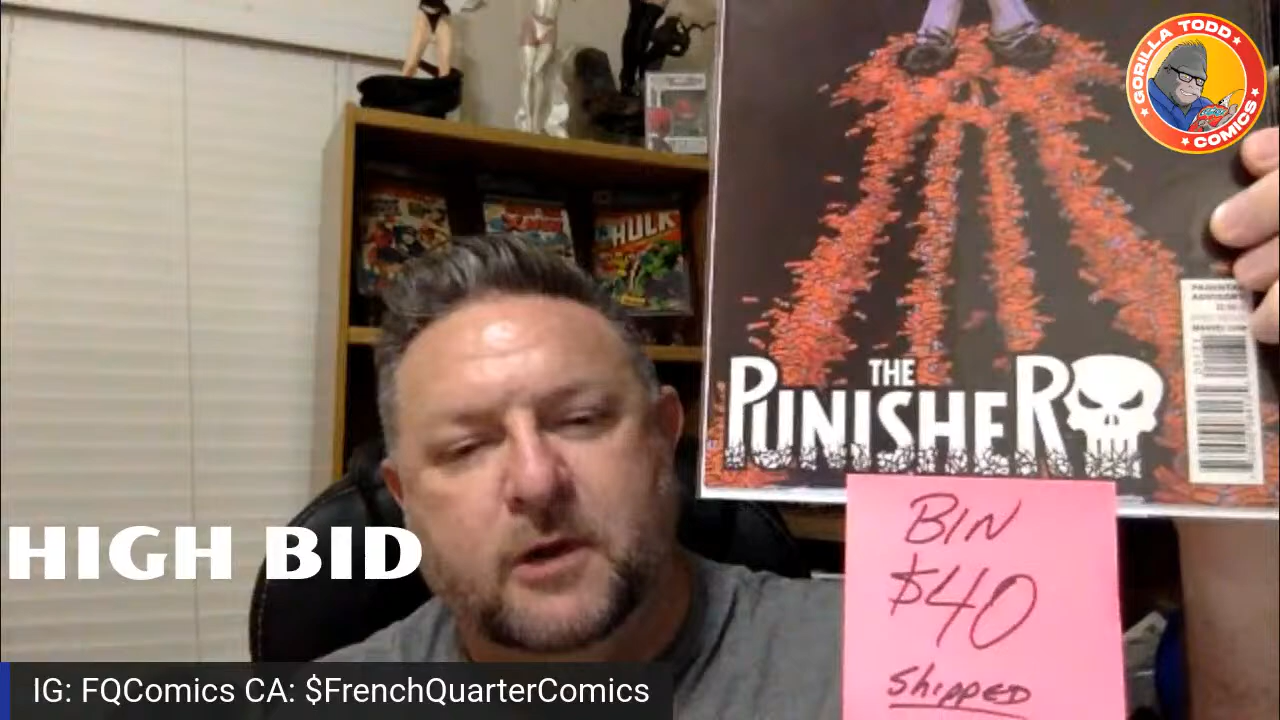 GORILLA TODD
COMICS
HULK
THE
PUNISHER
BIN
$40
shipped
HIGH BID
IG: FQComics CA: $FrenchQuarterComics